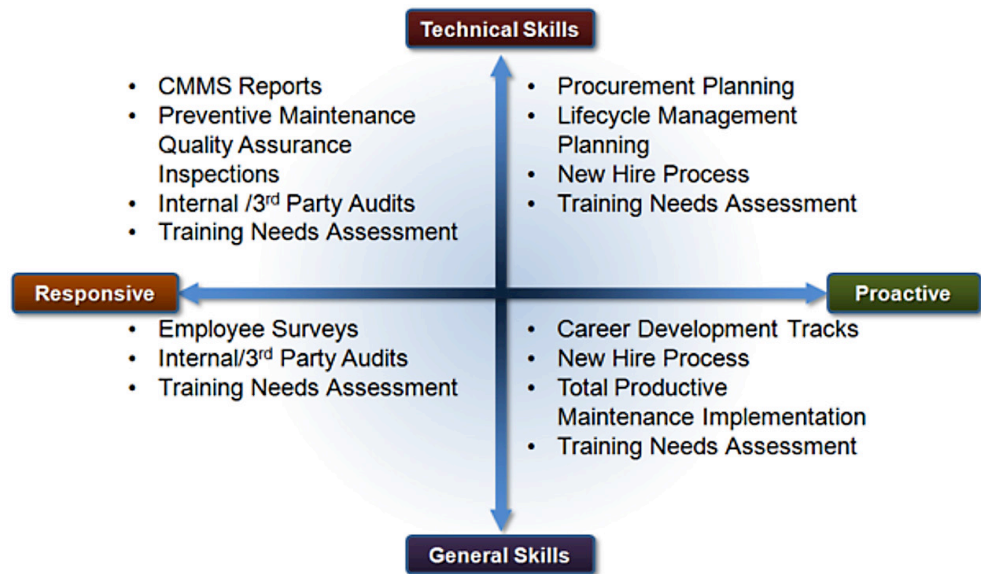 Technical Skills
• CMMS Reports
• Preventive Maintenance
Quality Assurance
Inspections
• Internal /3rd Party Audits
• Training Needs Assessment
• Procurement Planning
• Lifecycle Management
Planning
• New Hire Process
• Training Needs Assessment
Responsive
Proactive
• Employee Surveys
• Internal/3rd Party Audits
• Training Needs Assessment
• Career Development Tracks
• New Hire Process
• Total Productive
Maintenance Implementation
• Training Needs Assessment
General Skills